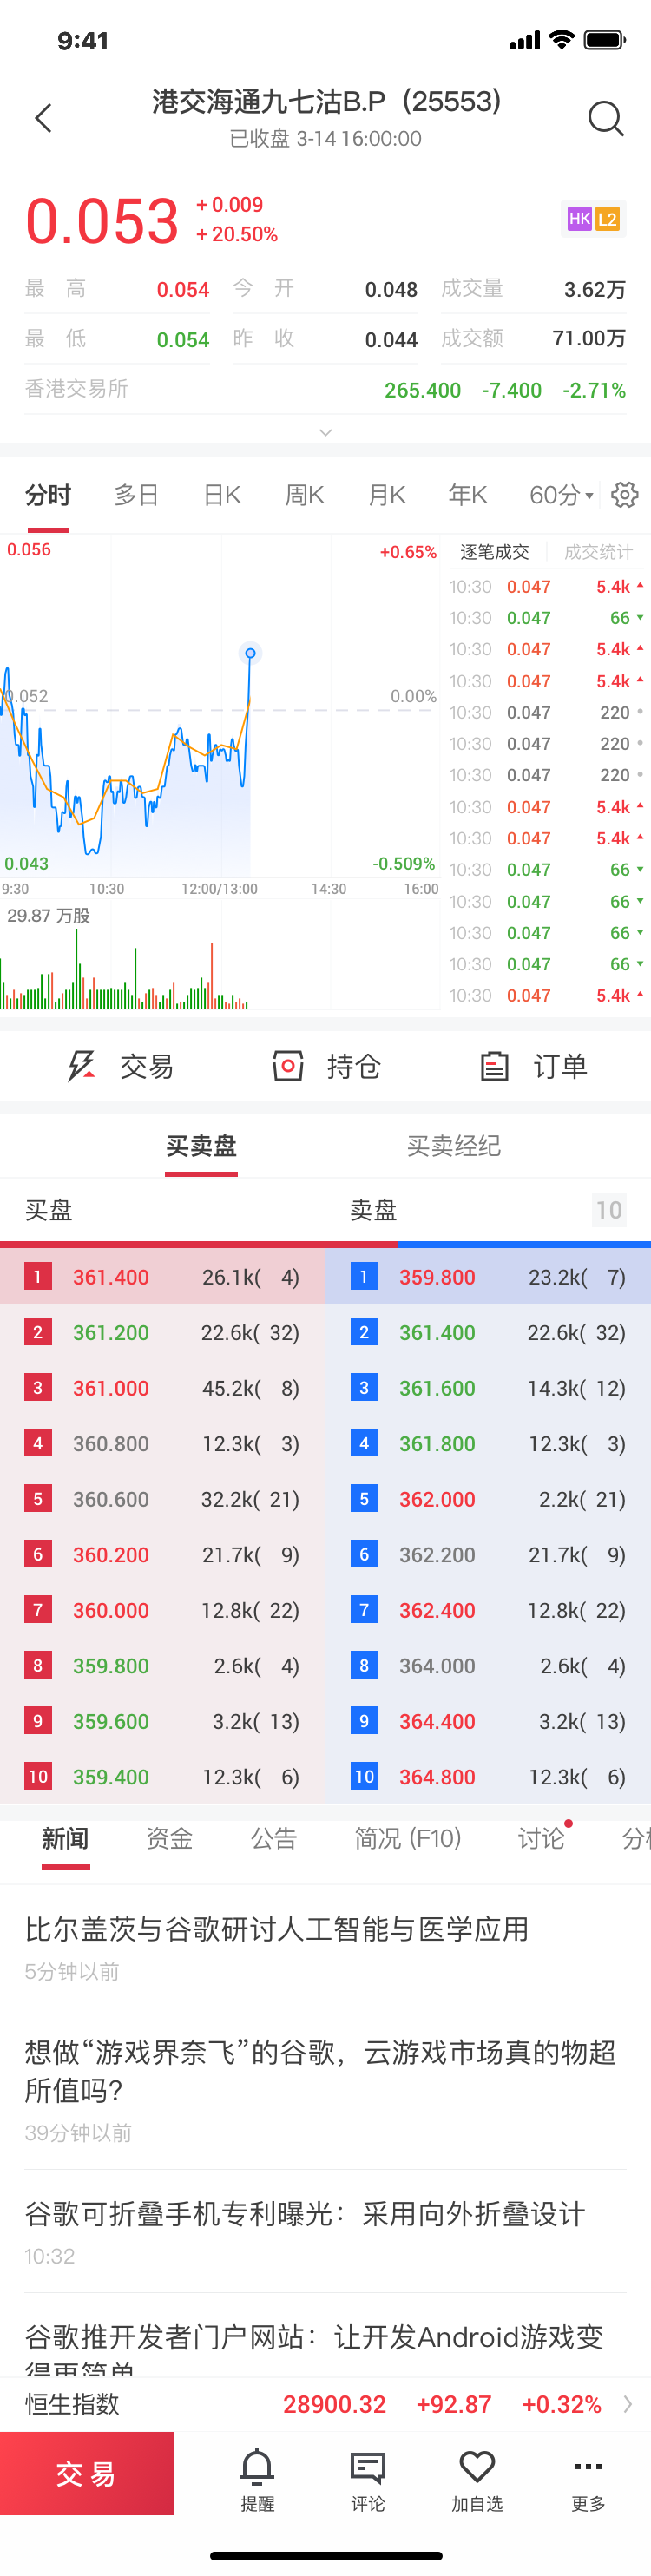 9:41
港交海通九七沽B.P（25553）
已收盘 3-14 16:00:00
0.053
+ 0.009
+ 20.50%
HK L2
最 高 0.054 今 开 0.048 成交量 3.62万
最 低 0.054 昨 收 0.044 成交额 71.00万
香港交易所 265.400 -7.400 -2.71%
分时 多日 日K 周K 月K 年K 60分
0.056 +0.65%
0.052 0.00%
0.043 -0.509%
9:30 10:30 12:00/13:00 14:30 16:00
29.87 万股
逐笔成交 成交统计
10:30 0.047 5.4k
10:30 0.047 66
10:30 0.047 5.4k
10:30 0.047 5.4k
10:30 0.047 220
10:30 0.047 220
10:30 0.047 220
10:30 0.047 5.4k
10:30 0.047 5.4k
10:30 0.047 66
10:30 0.047 66
10:30 0.047 66
10:30 0.047 66
10:30 0.047 5.4k
交易 持仓 订单
买卖盘 买卖经纪
买盘 卖盘 10
1 361.400 26.1k( 4) 1 359.800 23.2k( 7)
2 361.200 22.6k( 32) 2 361.400 22.6k( 32)
3 361.000 45.2k( 8) 3 361.600 14.3k( 12)
4 360.800 12.3k( 3) 4 361.800 12.3k( 3)
5 360.600 32.2k( 21) 5 362.000 2.2k( 21)
6 360.200 21.7k( 9) 6 362.200 21.7k( 9)
7 360.000 12.8k( 22) 7 362.400 12.8k( 22)
8 359.800 2.6k( 4) 8 364.000 2.6k( 4)
9 359.600 3.2k( 13) 9 364.400 3.2k( 13)
10 359.400 12.3k( 6) 10 364.800 12.3k( 6)
新闻 资金 公告 简况 (F10) 讨论
比尔盖茨与谷歌研讨人工智能与医学应用
5分钟以前
想做“游戏界奈飞”的谷歌，云游戏市场真的物超
所值吗？
39分钟以前
谷歌可折叠手机专利曝光：采用向外折叠设计
10:32
谷歌推开发者门户网站：让开发Android游戏变
得更简单
恒生指数 28900.32 +92.87 +0.32%
交易 提醒 评论 加自选 更多